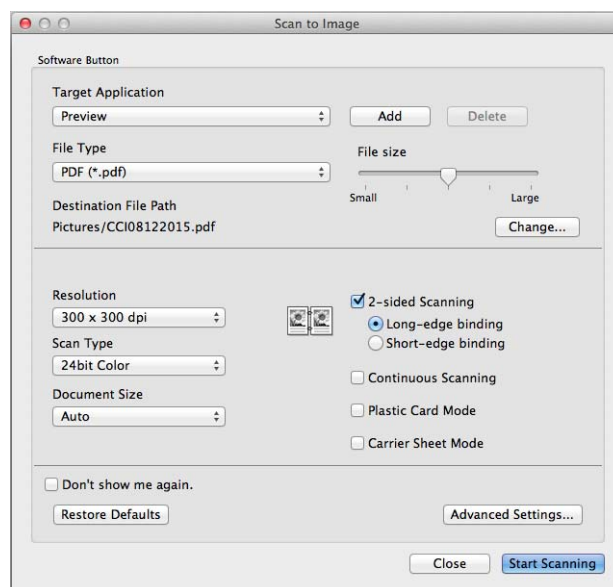 Scan to Image
Software Button
Target Application
Preview
Add
Delete
File Type
PDF (*.pdf)
File size
Small
Large
Destination File Path
Pictures/CCI08122015.pdf
Change...
Resolution
300 x 300 dpi
Scan Type
24bit Color
Document Size
Auto
2-sided Scanning
Long-edge binding
Short-edge binding
Continuous Scanning
Plastic Card Mode
Carrier Sheet Mode
Don't show me again.
Restore Defaults
Advanced Settings...
Close
Start Scanning